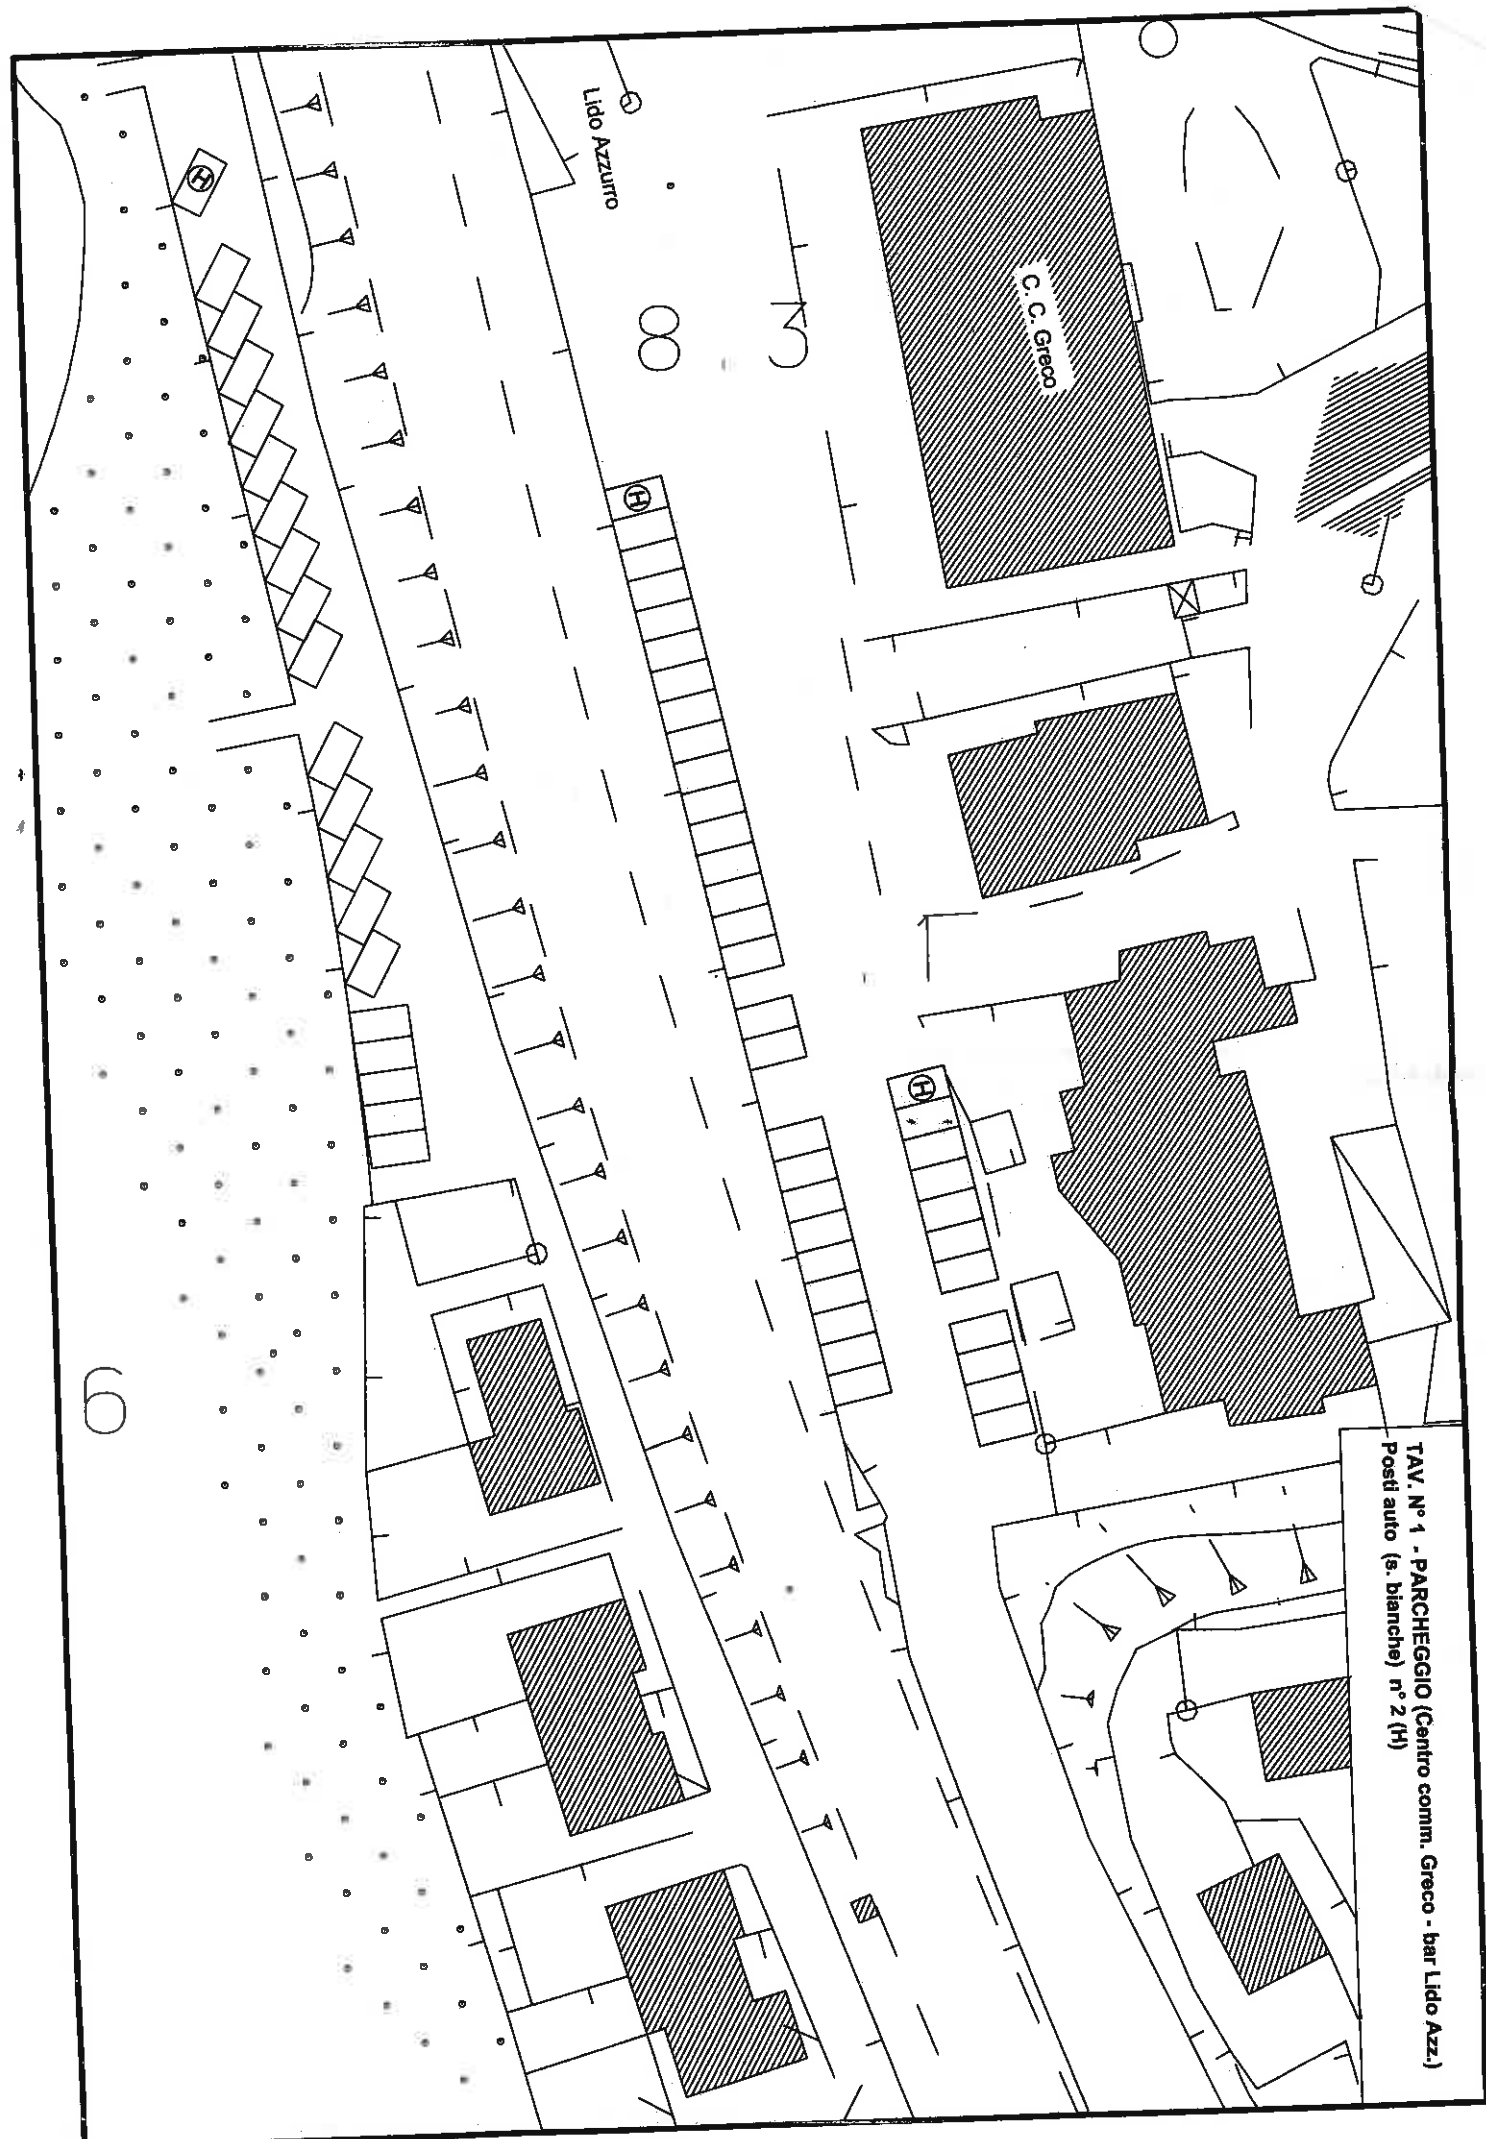 TAV. N° 1 - PARCHEGGIO (Centro comm. Greco - bar Lido Azz.)
Posti auto (s. bianche) n° 2 (H)
C. C. Greco
Lido Azzurro
8 3
H
H
H
6